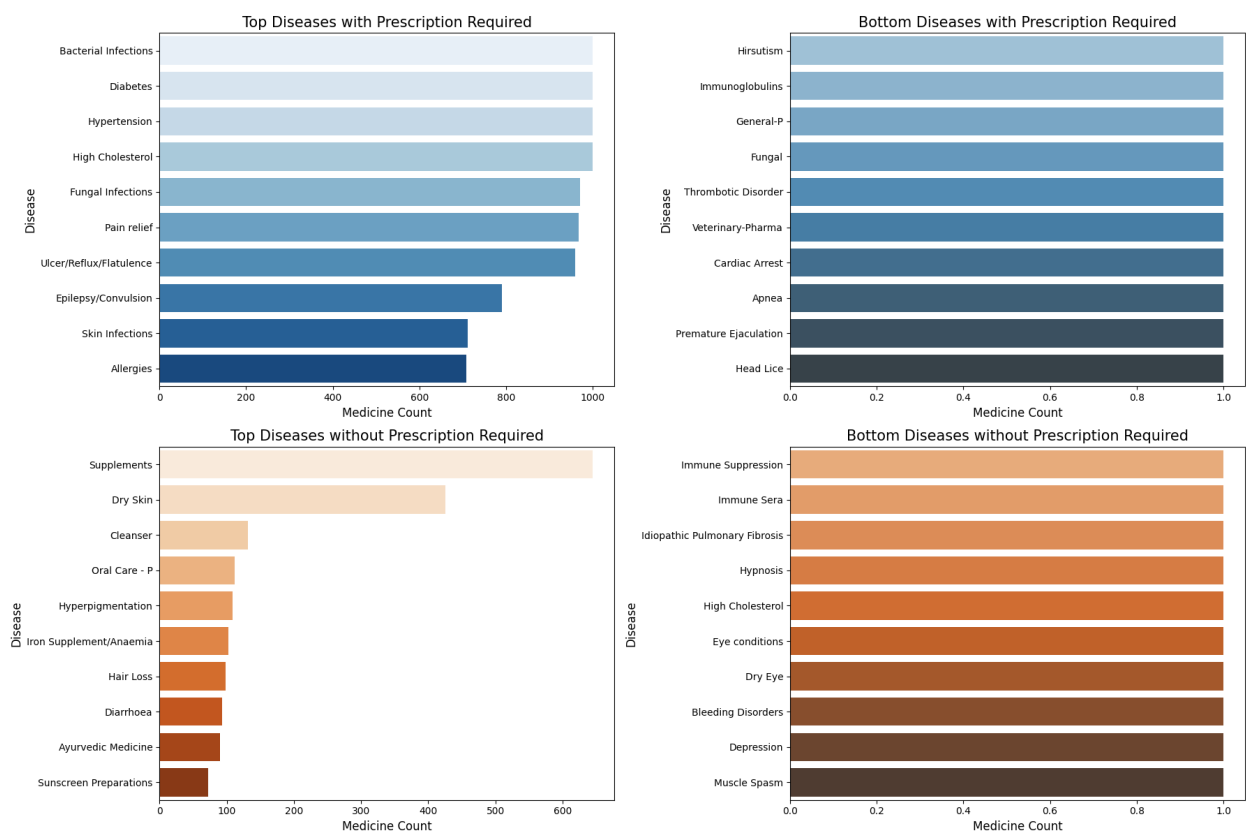 Top Diseases with Prescription Required
Disease
Bacterial Infections
Diabetes
Hypertension
High Cholesterol
Fungal Infections
Pain relief
Ulcer/Reflux/Flatulence
Epilepsy/Convulsion
Skin Infections
Allergies
0 200 400 600 800 1000
Medicine Count
Bottom Diseases with Prescription Required
Disease
Hirsutism
Immunoglobulins
General-P
Fungal
Thrombotic Disorder
Veterinary-Pharma
Cardiac Arrest
Apnea
Premature Ejaculation
Head Lice
0.0 0.2 0.4 0.6 0.8 1.0
Medicine Count
Top Diseases without Prescription Required
Disease
Supplements
Dry Skin
Cleanser
Oral Care - P
Hyperpigmentation
Iron Supplement/Anaemia
Hair Loss
Diarrhoea
Ayurvedic Medicine
Sunscreen Preparations
0 100 200 300 400 500 600
Medicine Count
Bottom Diseases without Prescription Required
Disease
Immune Suppression
Immune Sera
Idiopathic Pulmonary Fibrosis
Hypnosis
High Cholesterol
Eye conditions
Dry Eye
Bleeding Disorders
Depression
Muscle Spasm
0.0 0.2 0.4 0.6 0.8 1.0
Medicine Count